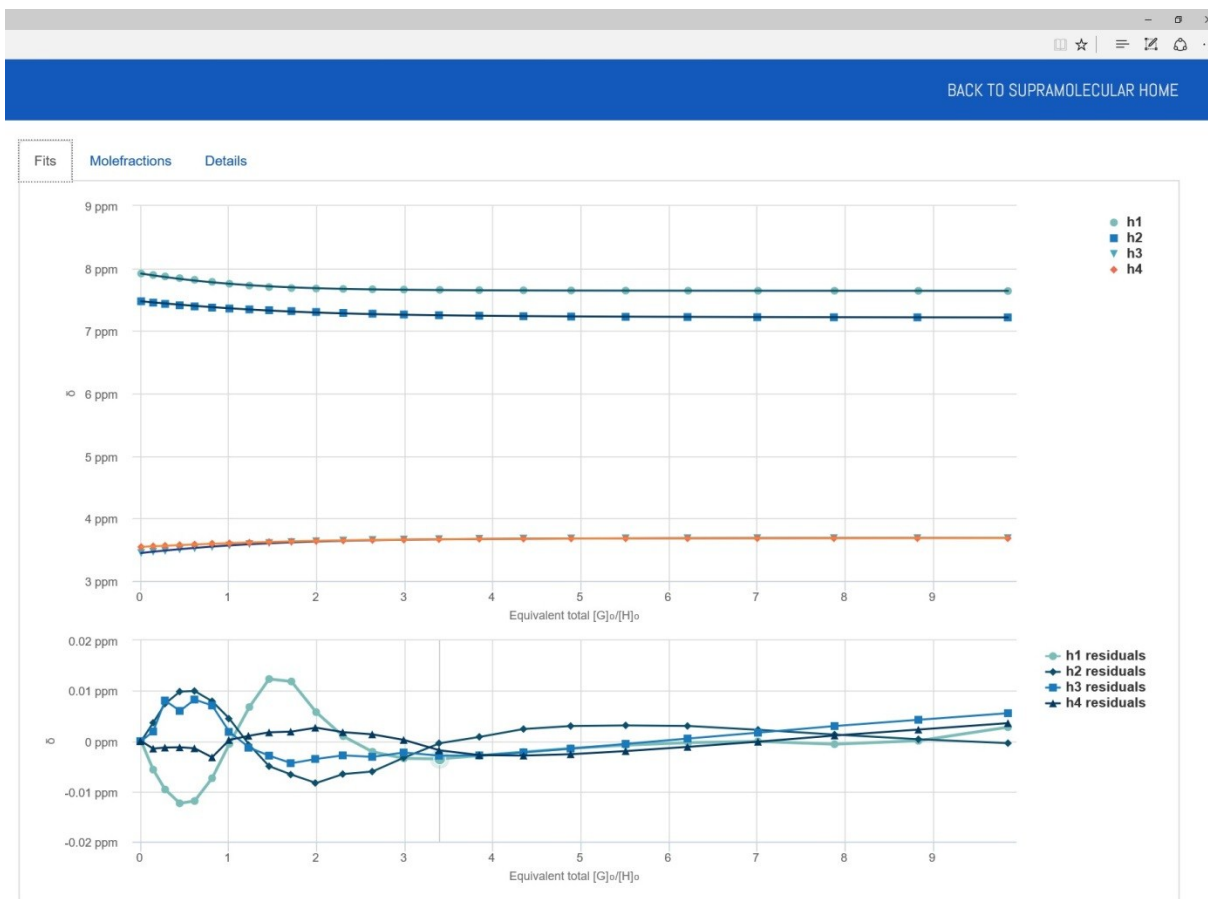 BACK TO SUPRAMOLECULAR HOME
Fits Molefractions Details
9 ppm
8 ppm
7 ppm
6 ppm
5 ppm
4 ppm
3 ppm
δ
0 1 2 3 4 5 6 7 8 9
Equivalent total [G]₀/[H]₀
h1
h2
h3
h4
0.02 ppm
0.01 ppm
0 ppm
-0.01 ppm
-0.02 ppm
δ
0 1 2 3 4 5 6 7 8 9
Equivalent total [G]₀/[H]₀
h1 residuals
h2 residuals
h3 residuals
h4 residuals